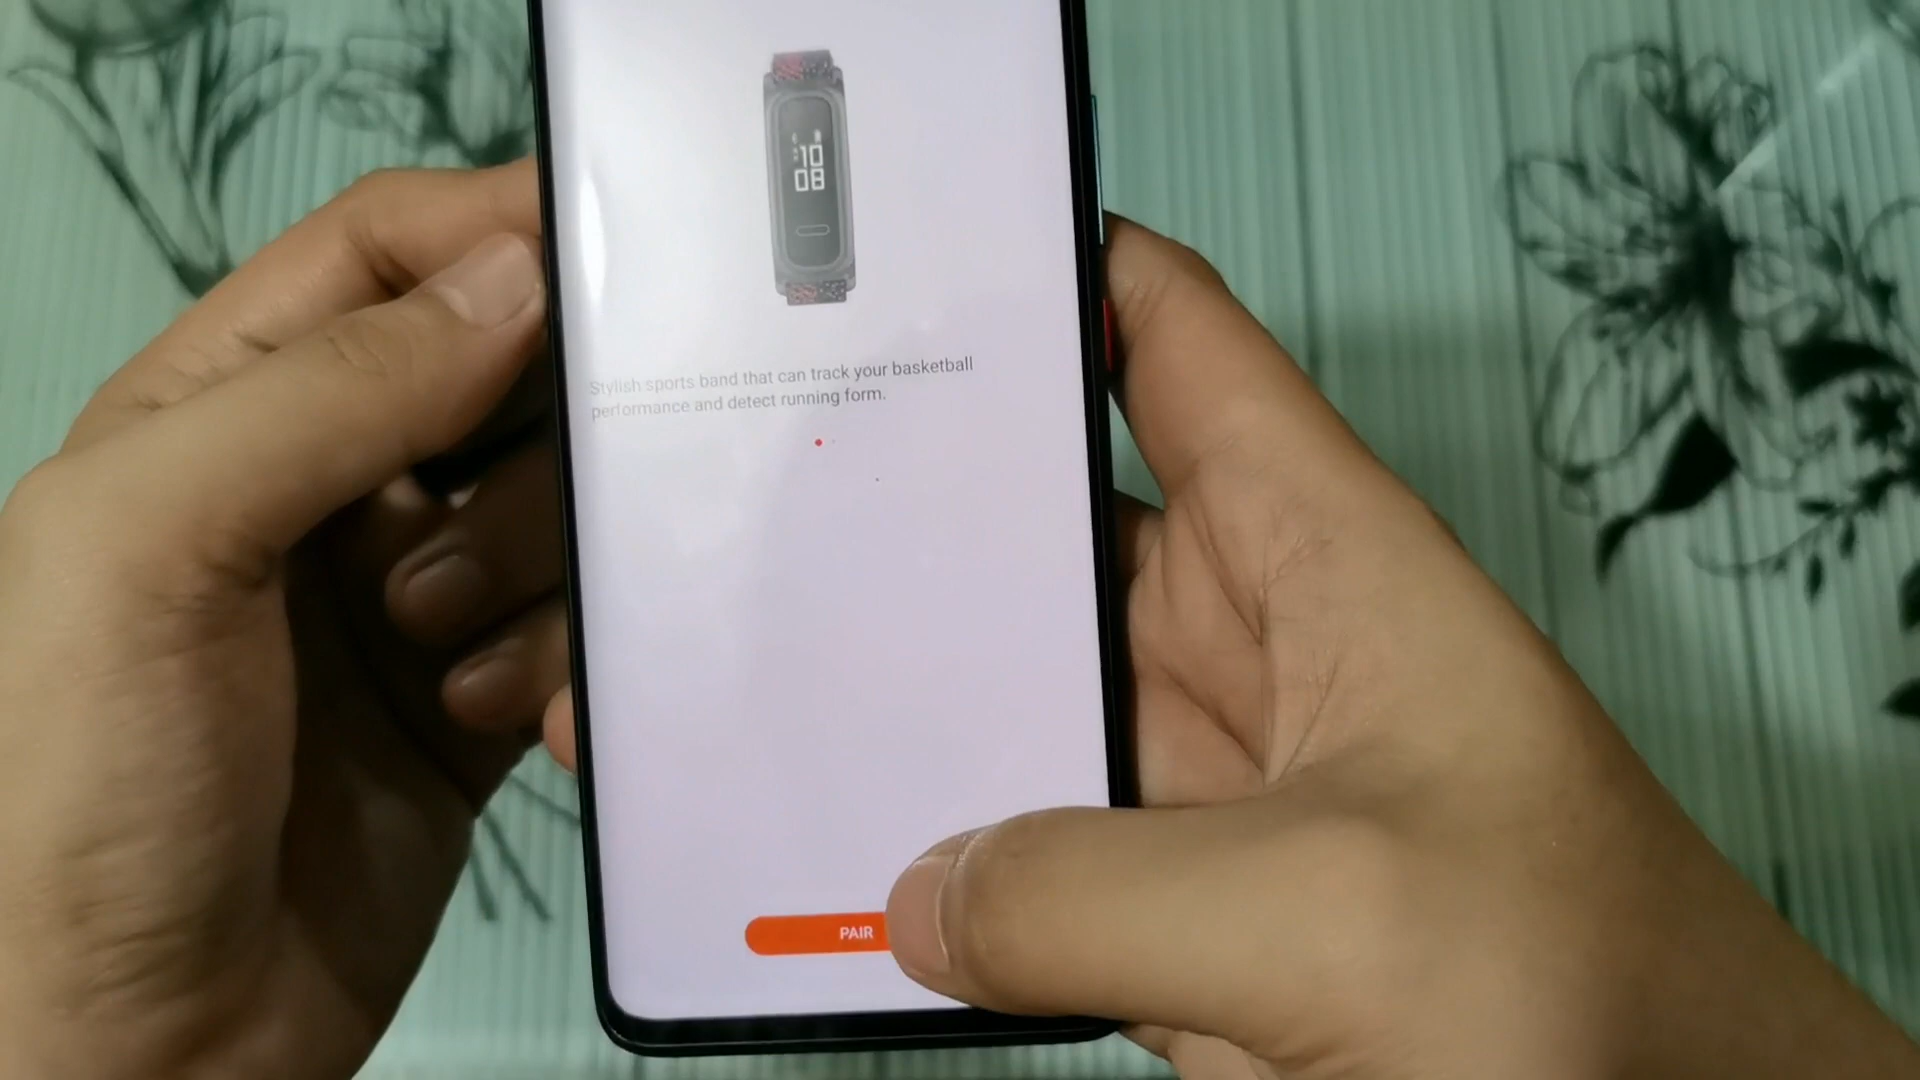 10
08
Stylish sports band that can track your basketball
performance and detect running form.
PAIR